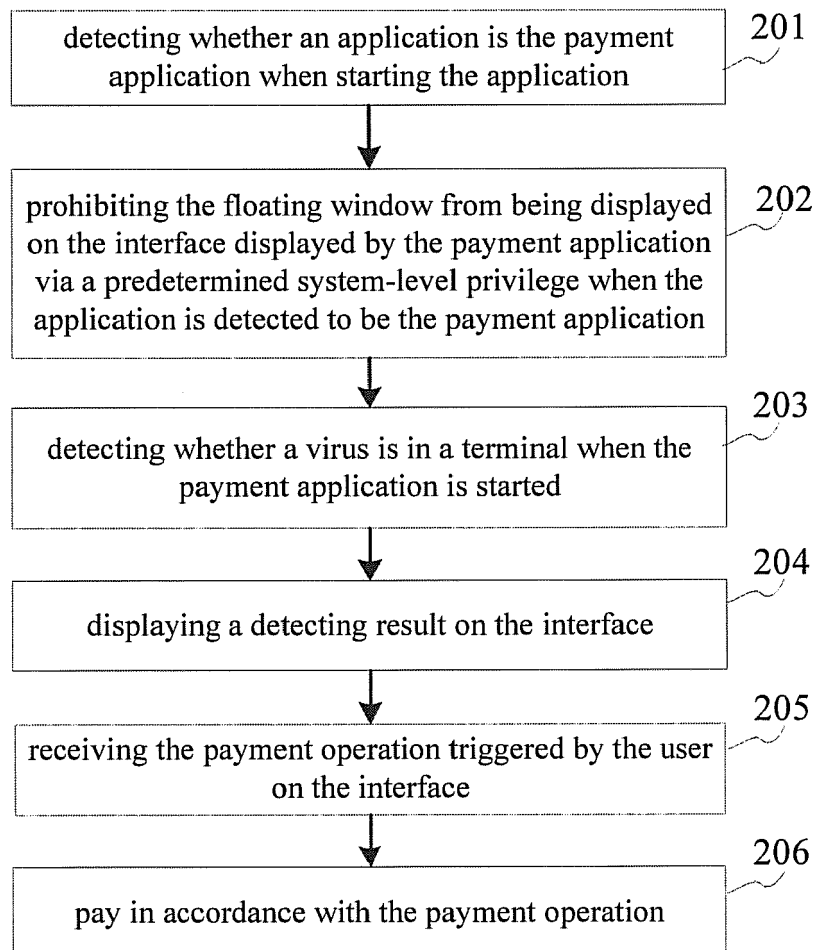 detecting whether an application is the payment
application when starting the application
201
prohibiting the floating window from being displayed
on the interface displayed by the payment application
via a predetermined system-level privilege when the
application is detected to be the payment application
202
detecting whether a virus is in a terminal when the
payment application is started
203
displaying a detecting result on the interface
204
receiving the payment operation triggered by the user
on the interface
205
pay in accordance with the payment operation
206